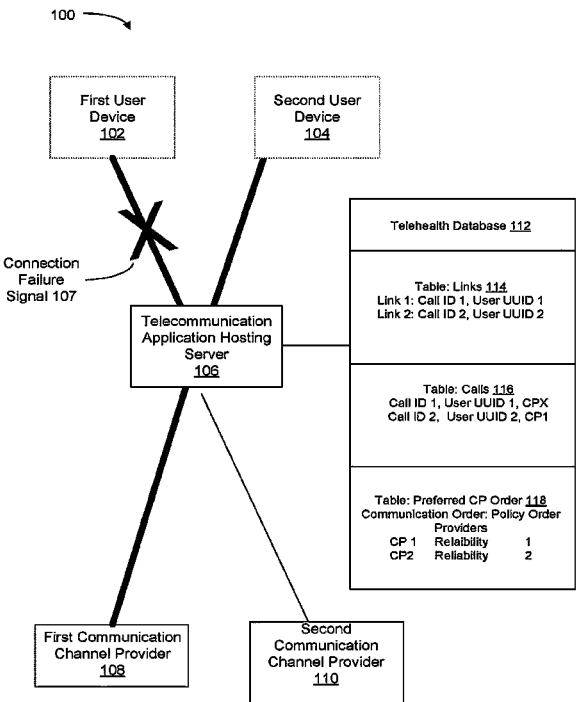 100
First User
Device
102
Second User
Device
104
Connection
Failure
Signal 107
Telecommunication
Application Hosting
Server
106
Telehealth Database 112
Table: Links 114
Link 1: Call ID 1, User UUID 1
Link 2: Call ID 2, User UUID 2
Table: Calls 116
Call ID 1, User UUID 1, CPX
Call ID 2, User UUID 2, CP1
Table: Preferred CP Order 118
Communication Order: Policy Order
Providers
CP 1 Relaibility 1
CP2 Reliability 2
First Communication
Channel Provider
108
Second
Communication
Channel Provider
110